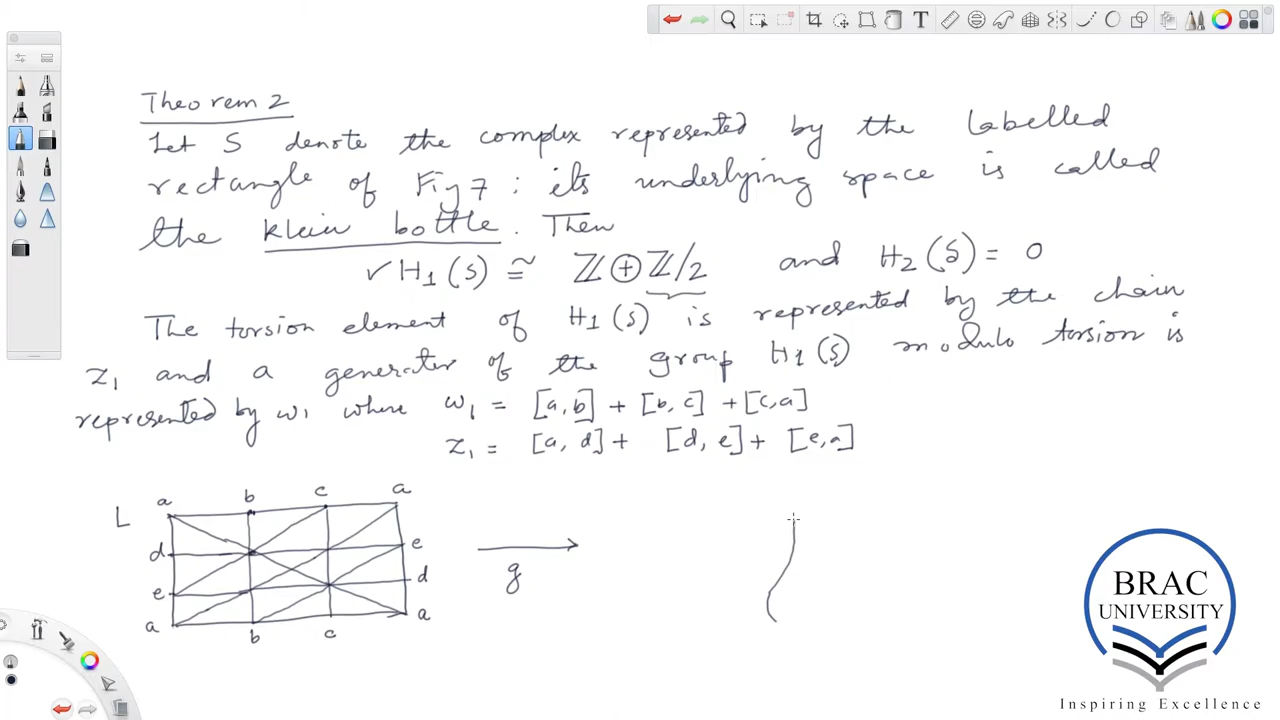 Theorem 2
Let S denote the complex represented by the labelled
rectangle of Fig 7 : its underlying space is called
the klein bottle. Then
✓ H₁(S) ≅ ℤ ⊕ ℤ/2 and H₂(S) = 0
The torsion element of H₁(S) is represented by the chain
z₁ and a generator of the group H₁(S) modulo torsion is
represented by w₁ where w₁ = [a, b] + [b, c] + [c, a]
z₁ = [a, d] + [d, e] + [e, a]
L a b c a
d e
e d
a b c a
g
BRAC
UNIVERSITY
Inspiring Excellence
T